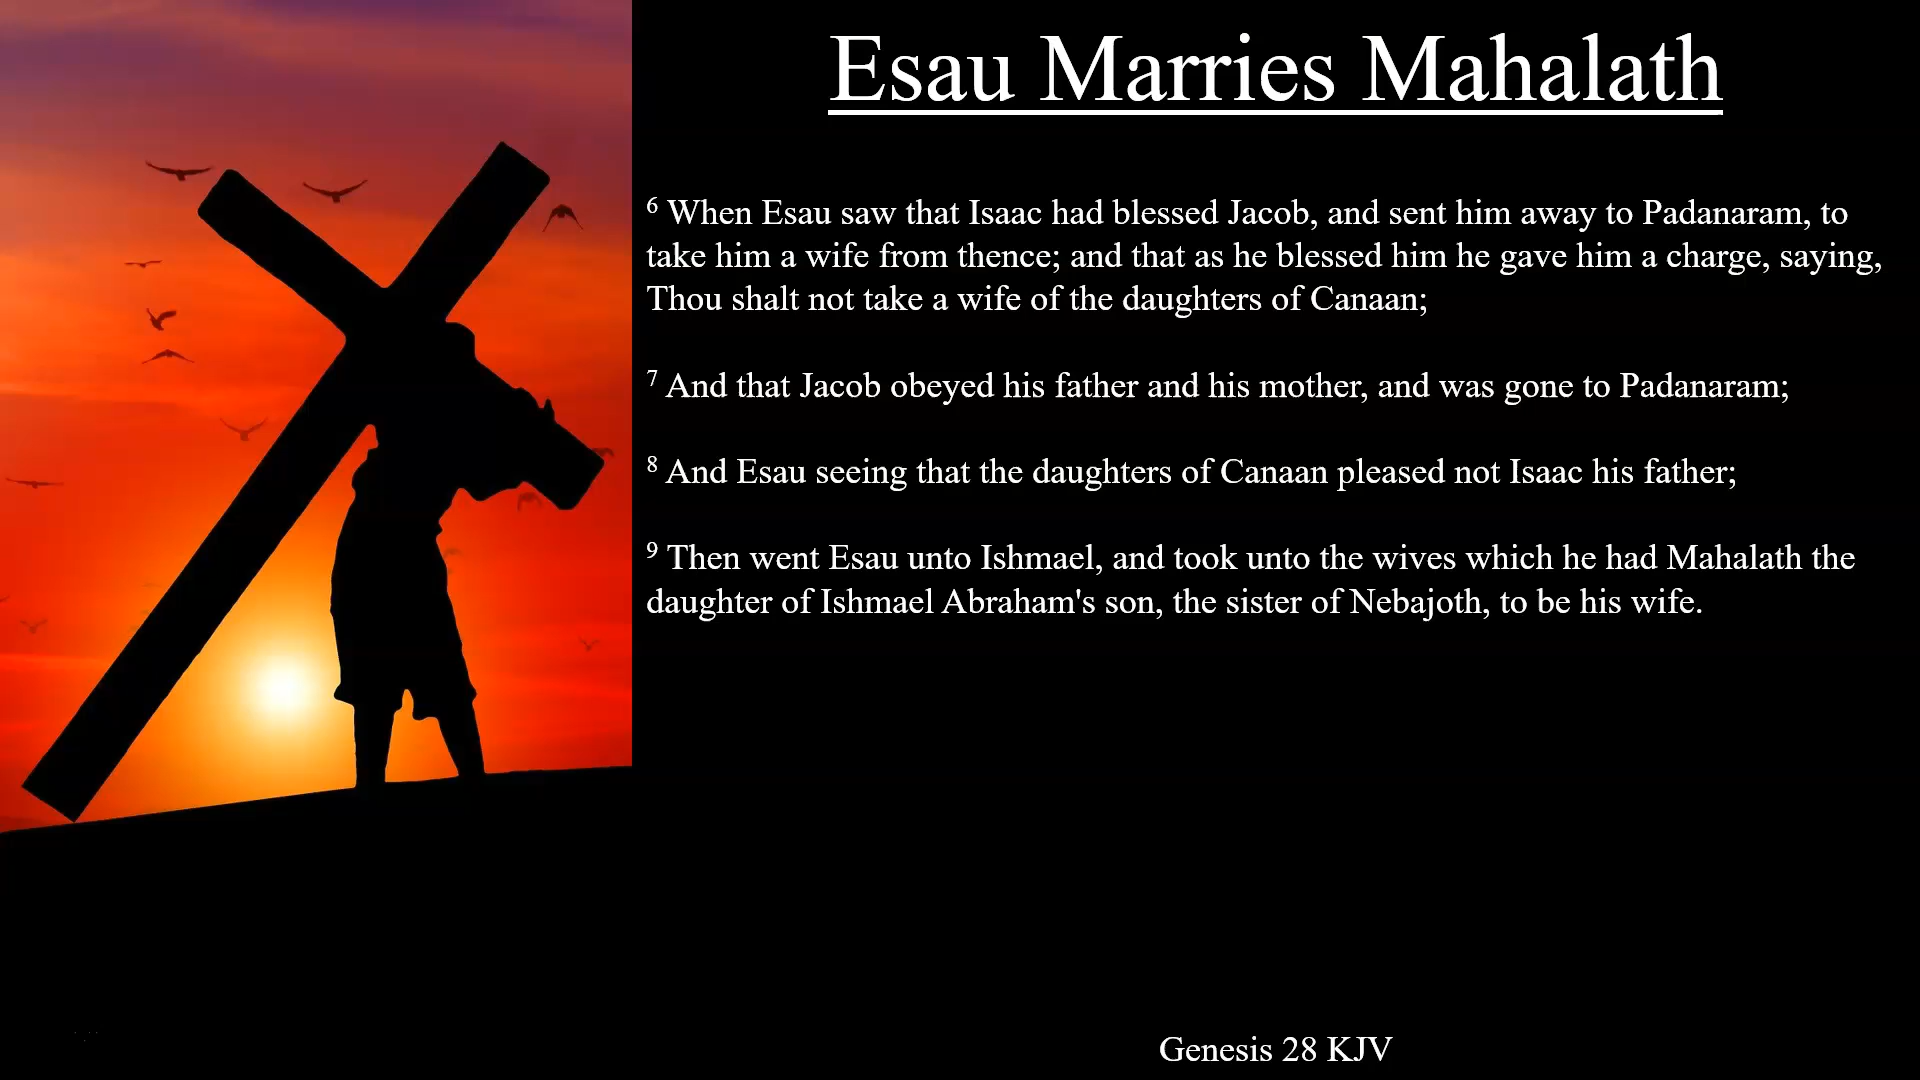 Esau Marries Mahalath
6 When Esau saw that Isaac had blessed Jacob, and sent him away to Padanaram, to
take him a wife from thence; and that as he blessed him he gave him a charge, saying,
Thou shalt not take a wife of the daughters of Canaan;
7 And that Jacob obeyed his father and his mother, and was gone to Padanaram;
8 And Esau seeing that the daughters of Canaan pleased not Isaac his father;
9 Then went Esau unto Ishmael, and took unto the wives which he had Mahalath the
daughter of Ishmael Abraham's son, the sister of Nebajoth, to be his wife.
Genesis 28 KJV